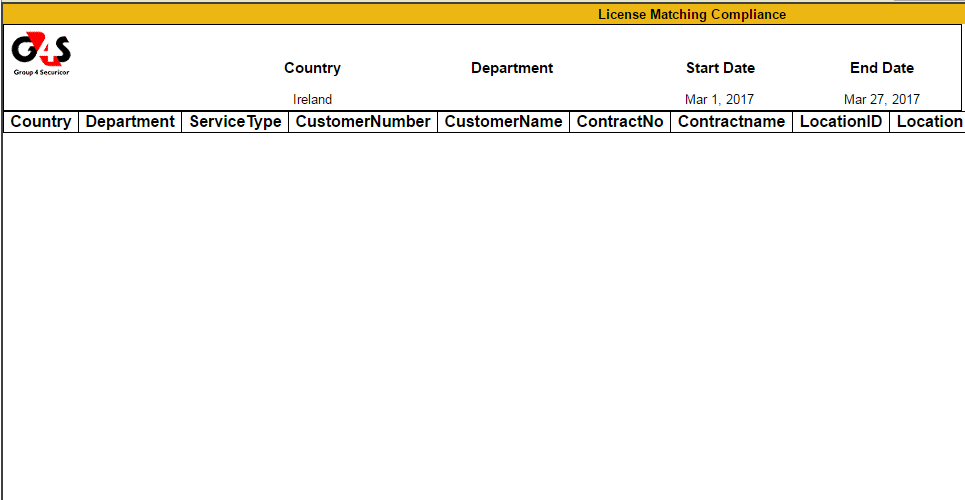 License Matching Compliance
G4S
Group 4 Securicor
Country Department Start Date End Date
Ireland Mar 1, 2017 Mar 27, 2017
Country Department ServiceType CustomerNumber CustomerName ContractNo Contractname LocationID Location